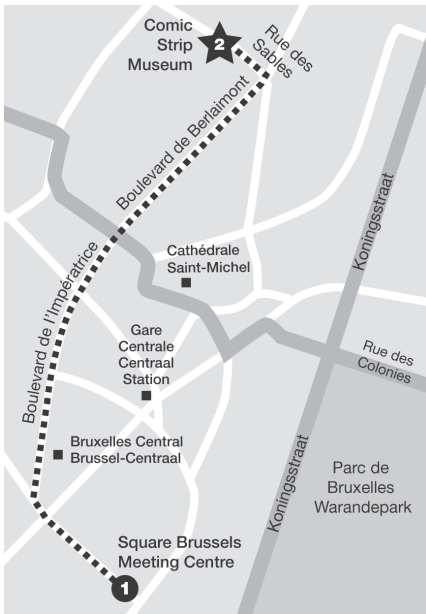 Comic
Strip
Museum
2
Rue des
Sables
Boulevard de Berlaimont
Koningsstraat
Cathédrale
Saint-Michel
Boulevard de l'Impératrice
Gare
Centrale
Centraal
Station
Rue des
Colonies
Bruxelles Central
Brussel-Centraal
Koningsstraat
Parc de
Bruxelles
Warandepark
Square Brussels
Meeting Centre
1